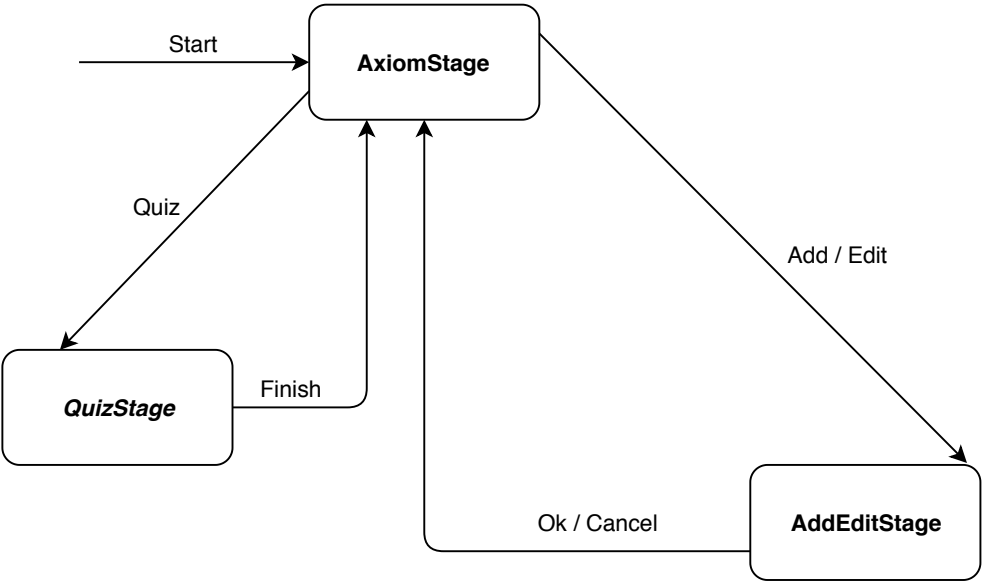 Start
AxiomStage
Quiz
Add / Edit
Finish
QuizStage
Ok / Cancel
AddEditStage